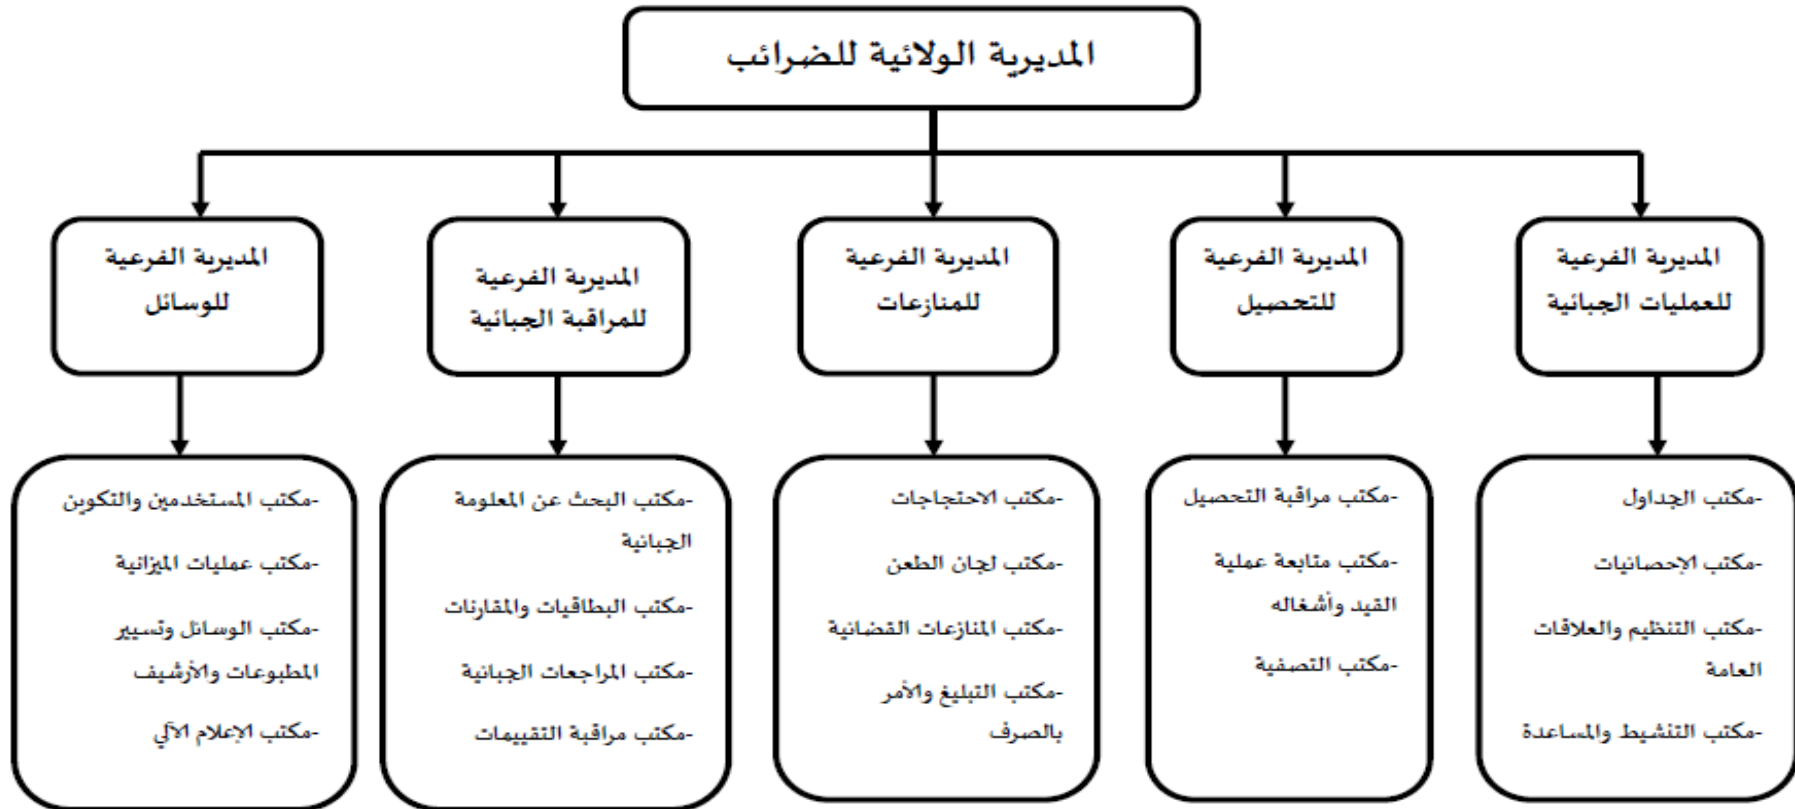 المديرية الولائية للضرائب
المديرية الفرعية
للعمليات الجبائية
المديرية الفرعية
للتحصيل
المديرية الفرعية
للمنازعات
المديرية الفرعية
للمراقبة الجبائية
المديرية الفرعية
للوسائل
-مكتب الجداول
-مكتب الإحصائيات
-مكتب التنظيم والعلاقات
العامة
-مكتب التنشيط والمساعدة
-مكتب مراقبة التحصيل
-مكتب متابعة عملية
القيد وأشغاله
-مكتب التصفية
-مكتب الاحتجاجات
-مكتب لجان الطعن
-مكتب المنازعات القضائية
-مكتب التبليغ والأمر
بالصرف
-مكتب البحث عن المعلومة
الجبائية
-مكتب البطاقيات والمقارنات
-مكتب المراجعات الجبائية
-مكتب مراقبة التقييمات
-مكتب المستخدمين والتكوين
-مكتب عمليات الميزانية
-مكتب الوسائل وتسيير
المطبوعات والأرشيف
-مكتب الإعلام الآلي